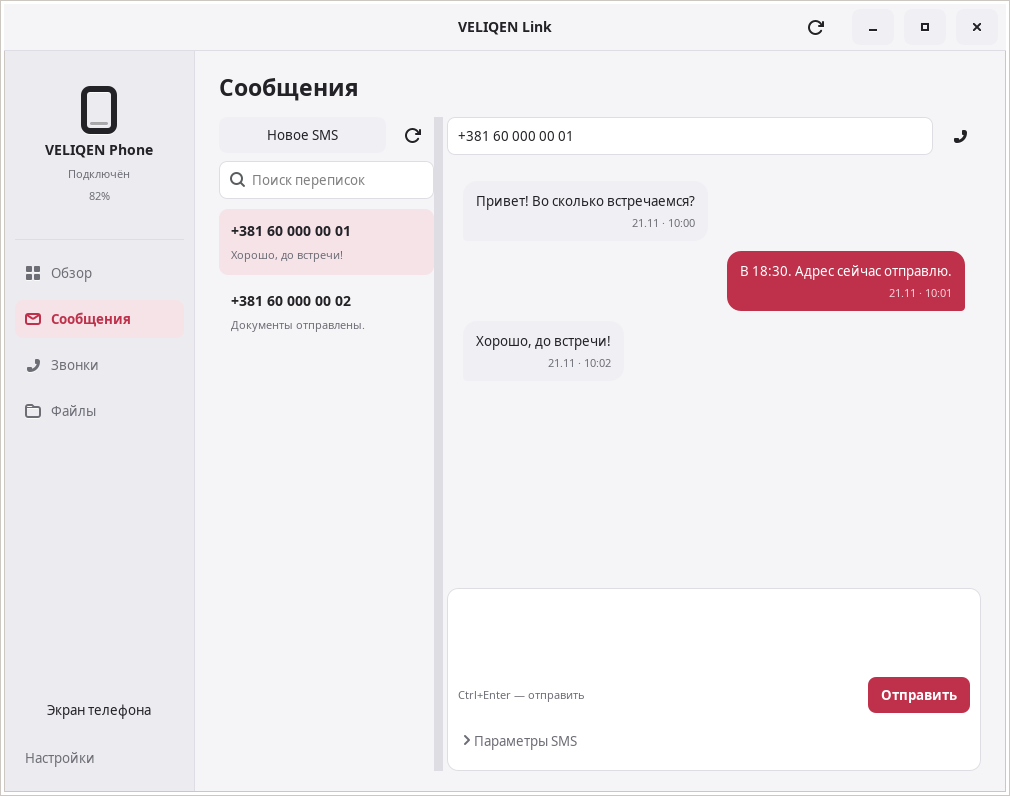 VELIQEN Link
VELIQEN Phone
Подключён
82%
Обзор
Сообщения
Звонки
Файлы
Экран телефона
Настройки
Сообщения
Новое SMS
Поиск переписок
+381 60 000 00 01
Хорошо, до встречи!
+381 60 000 00 02
Документы отправлены.
+381 60 000 00 01
Привет! Во сколько встречаемся?
21.11 · 10:00
В 18:30. Адрес сейчас отправлю.
21.11 · 10:01
Хорошо, до встречи!
21.11 · 10:02
Ctrl+Enter — отправить
Отправить
Параметры SMS